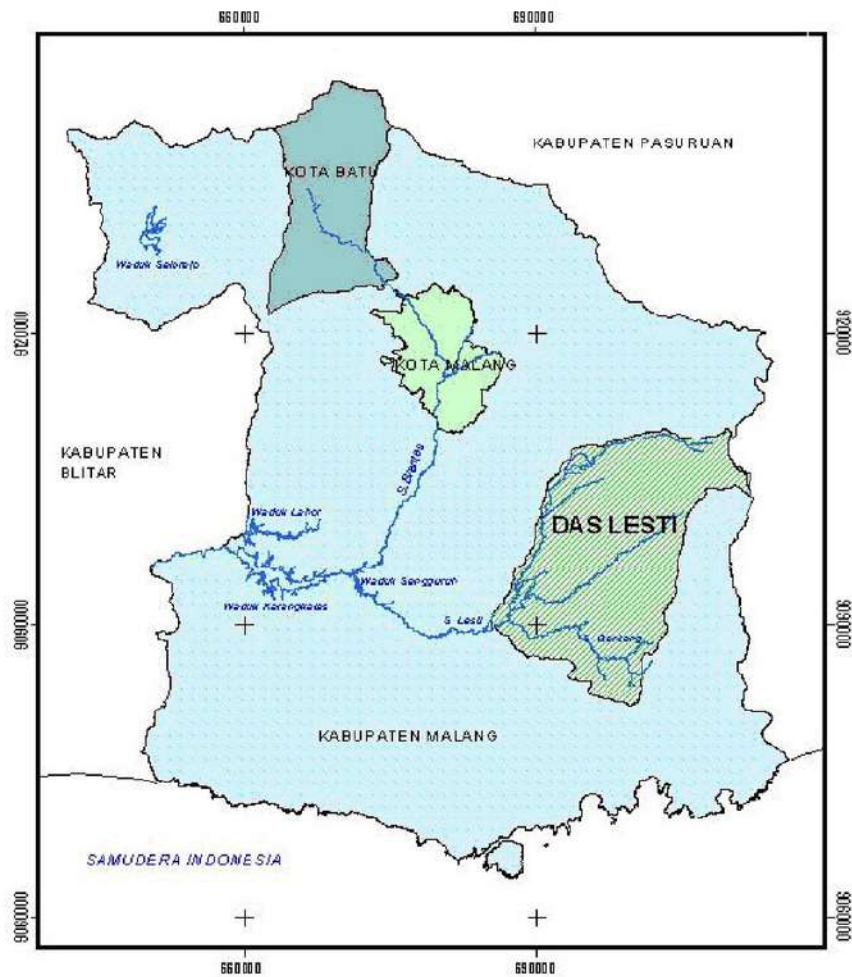 660000 690000
KABUPATEN PASURUAN
KOTA BATU
Waduk Selorejo
9120000 9120000
KOTA MALANG
KABUPATEN
BLITAR
S. Brantas
Waduk Lahor
DAS LESTI
Waduk Sengguruh
Waduk Karangkates
S. Lesti
9090000 9090000
S. Genteng
KABUPATEN MALANG
SAMUDERA INDONESIA
9060000 9060000
660000 690000